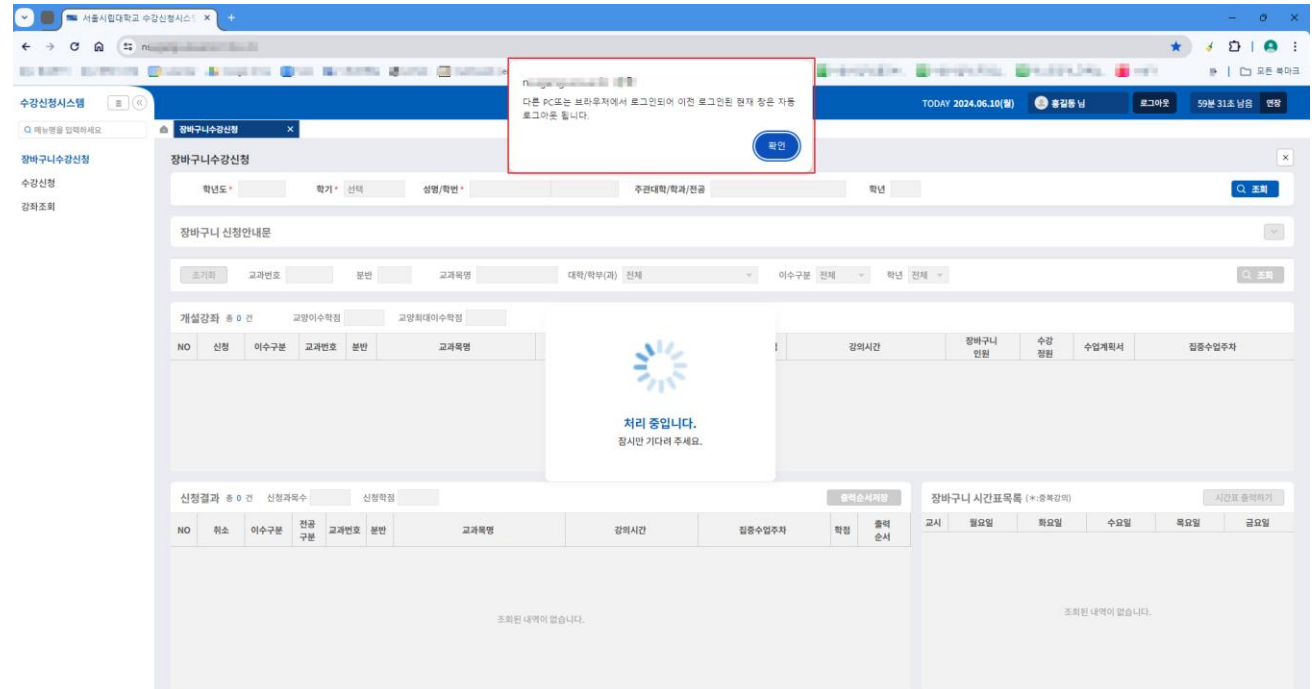 서울시립대학교 수강신청시스
모든 북마크
다른 PC또는 브라우저에서 로그인되어 이전 로그인된 현재 창은 자동
로그아웃 됩니다.
확인
수강신청시스템
TODAY 2024.06.10(월) 홍길동 님 로그아웃 59분 31초 남음 연장
메뉴명을 입력하세요
장바구니수강신청
장바구니수강신청
수강신청
강좌조회
장바구니수강신청
학년도* 학기* 선택 성명/학번* 주관대학/학과/전공 학년 조회
장바구니 신청안내문
초기화 교과번호 분반 교과목명 대학/학부(과) 전체 이수구분 전체 학년 전체 조회
개설강좌 총 0 건 교양이수학점 교양최대이수학점
NO 신청 이수구분 교과번호 분반 교과목명 강의시간 장바구니 인원 수강 정원 수업계획서 집중수업주차
처리 중입니다.
잠시만 기다려 주세요.
신청결과 총 0 건 신청과목수 신청학점 출력순서저장
NO 취소 이수구분 전공 구분 교과번호 분반 교과목명 강의시간 집중수업주차 학점 출력 순서
조회된 내역이 없습니다.
장바구니 시간표목록 (*:중복강의) 시간표 출력하기
교시 월요일 화요일 수요일 목요일 금요일
조회된 내역이 없습니다.